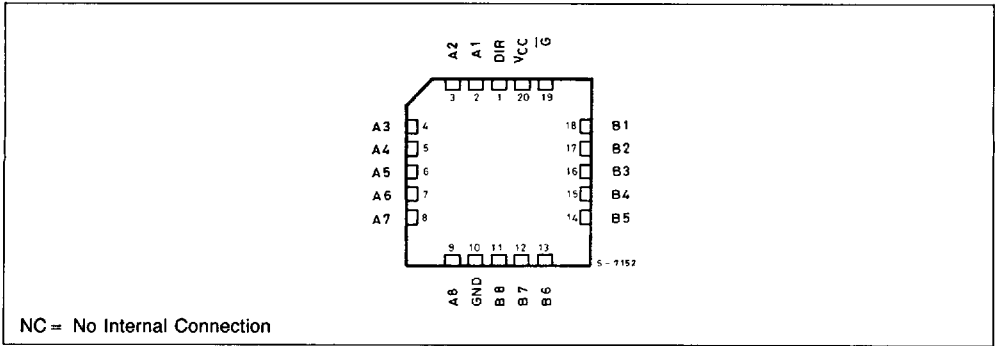 A2 A1 DIR VCC G̅
3 2 1 20 19
A3 4 18 B1
A4 5 17 B2
A5 6 16 B3
A6 7 15 B4
A7 8 14 B5
9 10 11 12 13
S-7152
A8 GND B8 B7 B6
NC = No Internal Connection